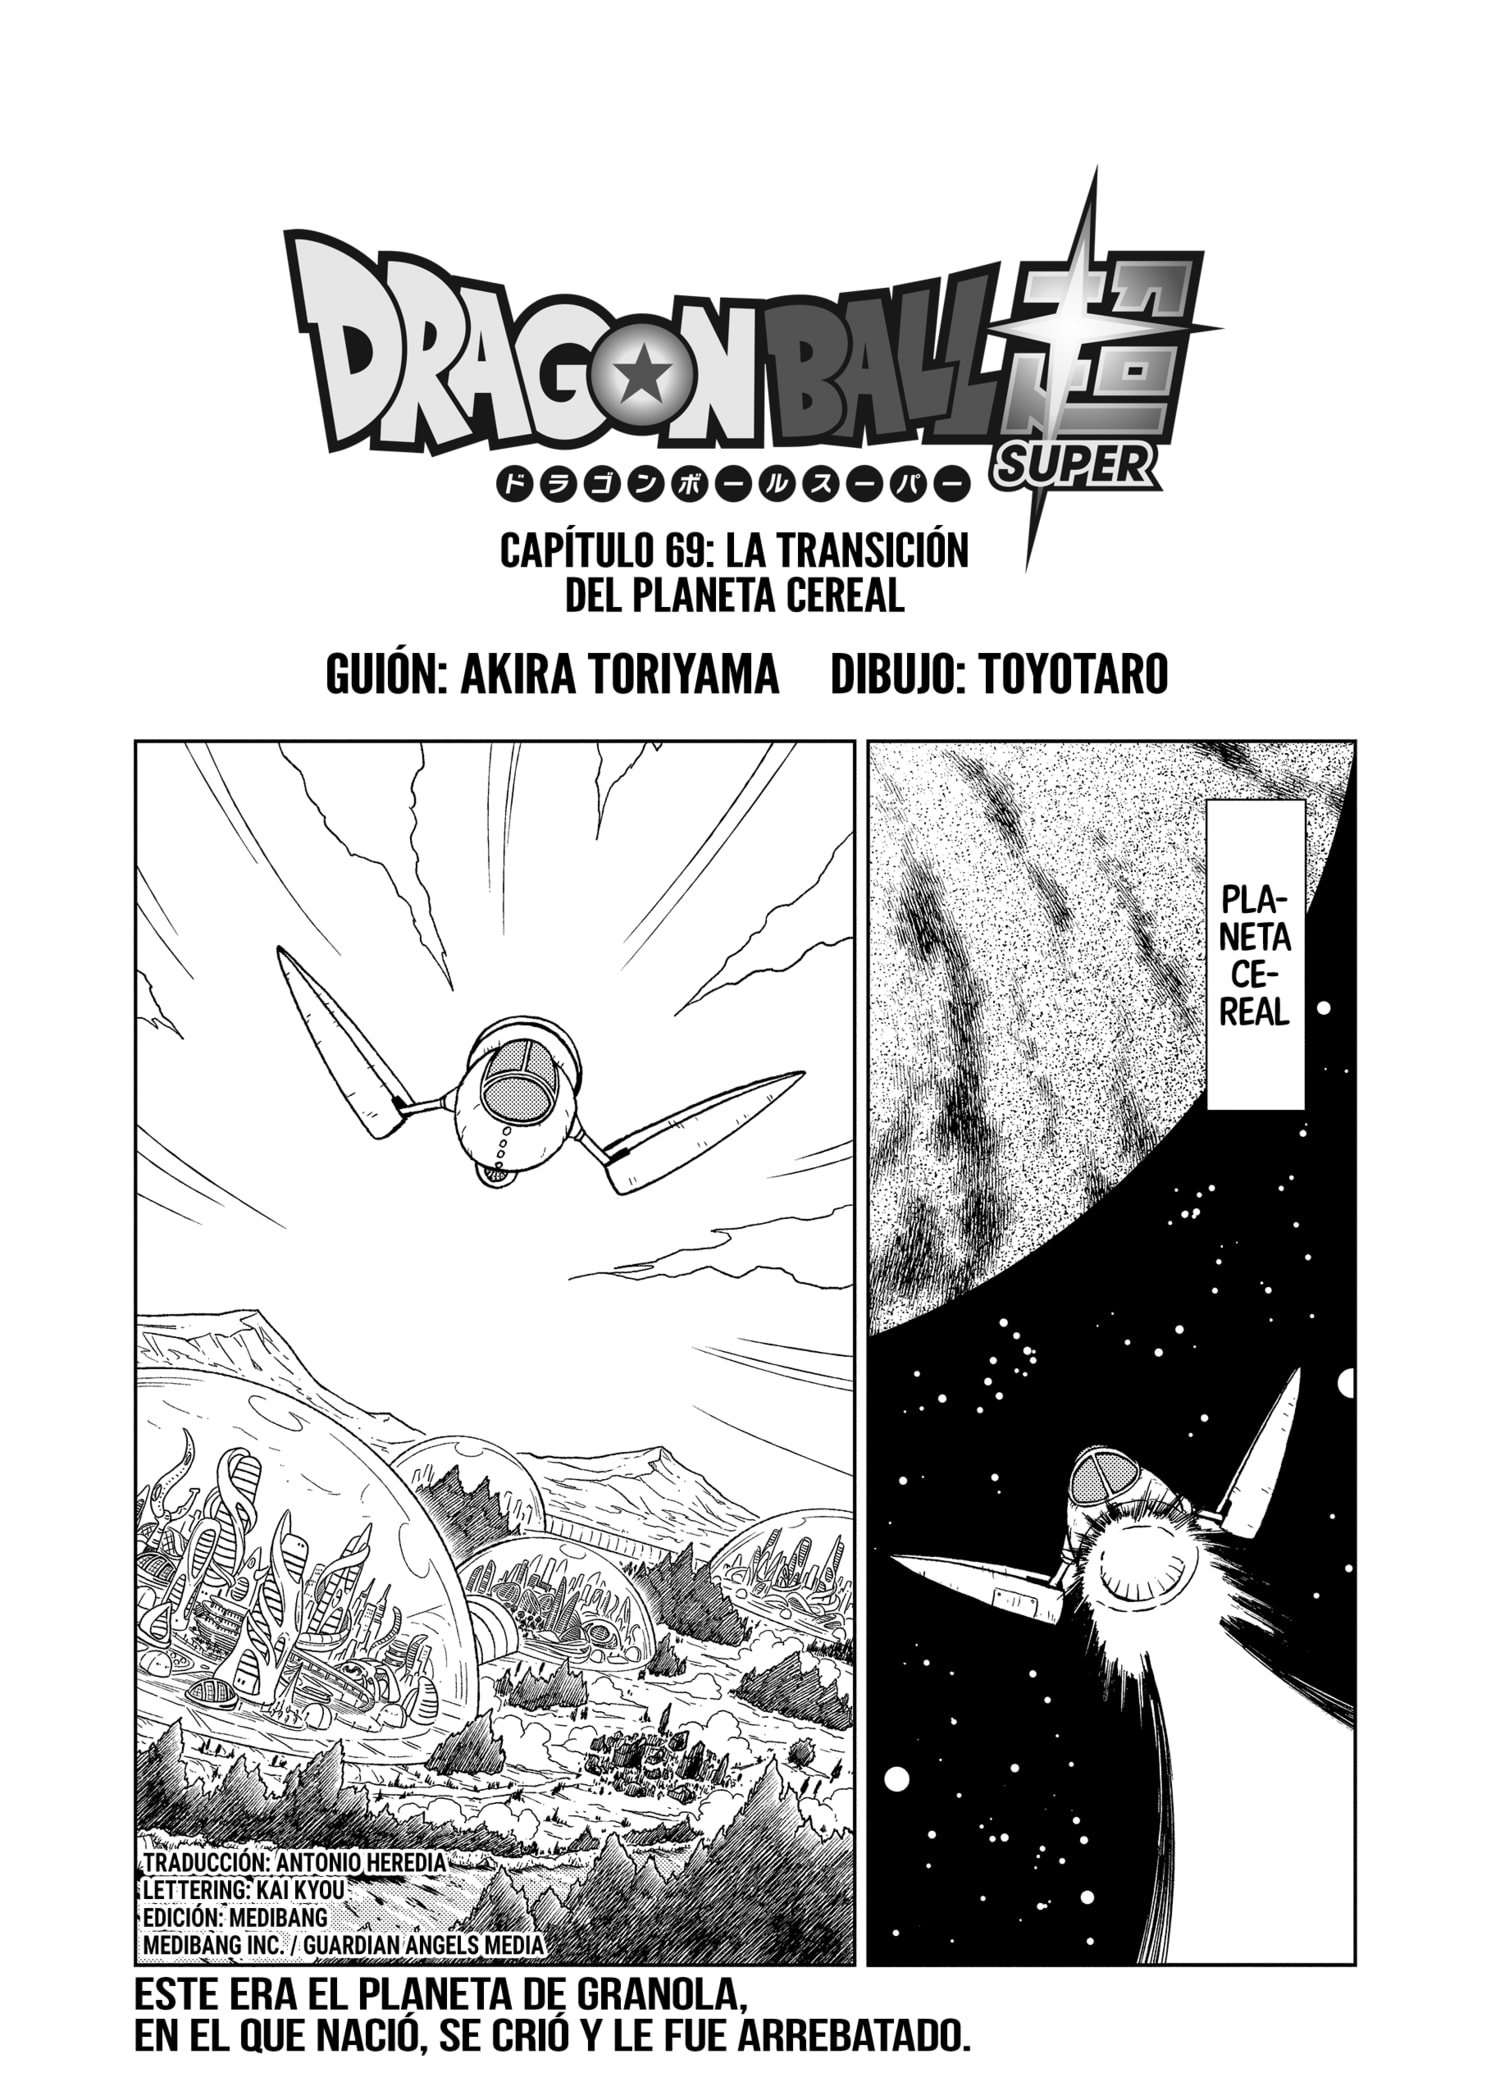 DRAGON BALL 超
SUPER
ドラゴンボールスーパー
CAPÍTULO 69: LA TRANSICIÓN
DEL PLANETA CEREAL
GUIÓN: AKIRA TORIYAMA DIBUJO: TOYOTARO
PLA-
NETA
CE-
REAL
TRADUCCIÓN: ANTONIO HEREDIA
LETTERING: KAI KYOU
EDICIÓN: MEDIBANG
MEDIBANG INC. / GUARDIAN ANGELS MEDIA
ESTE ERA EL PLANETA DE GRANOLA,
EN EL QUE NACIÓ, SE CRIÓ Y LE FUE ARREBATADO.